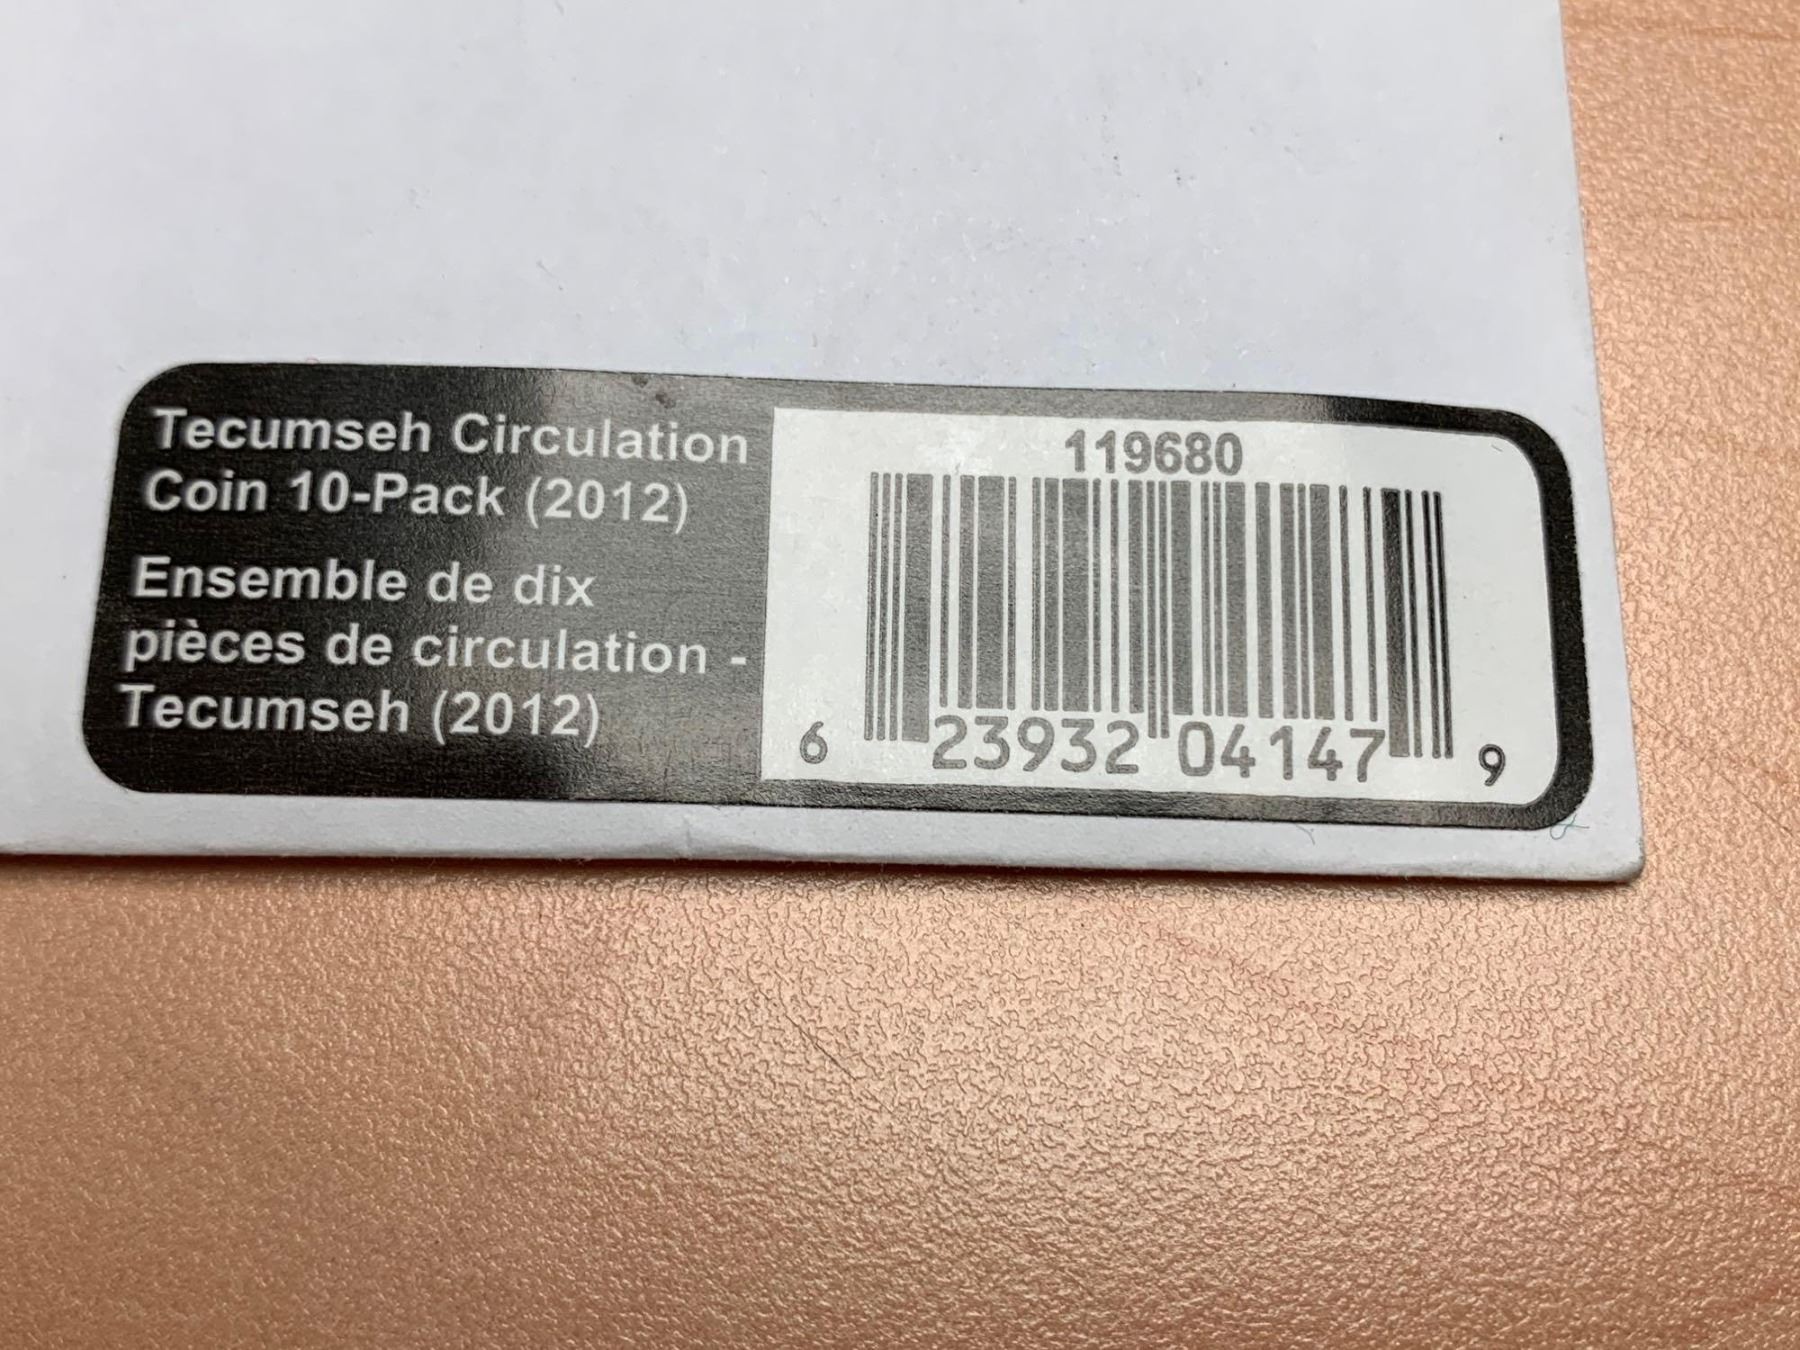 Tecumseh Circulation
Coin 10-Pack (2012)
Ensemble de dix
pièces de circulation -
Tecumseh (2012)
119680
6 23932 04147 9